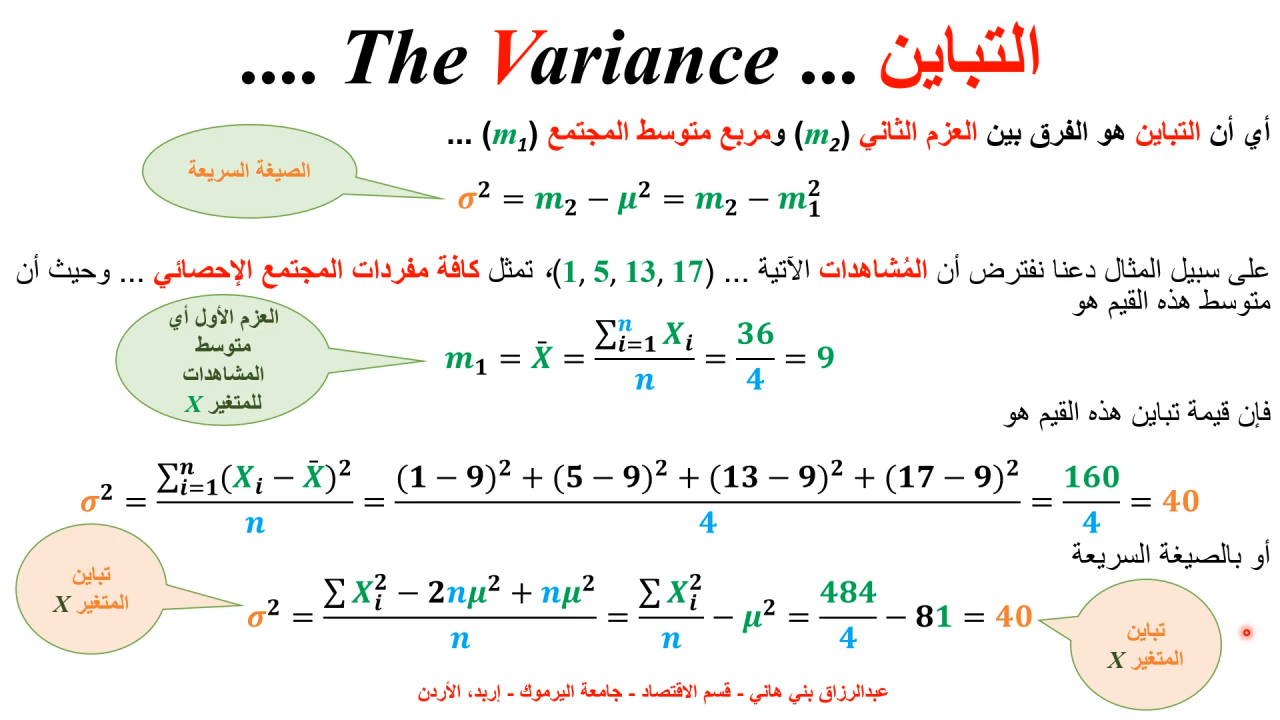 التباين ... The Variance ....
أي أن التباين هو الفرق بين العزم الثاني (m₂) ومربع متوسط المجتمع (m₁) ...
الصيغة السريعة
σ² = m₂ − μ² = m₂ − m₁²
على سبيل المثال دعنا نفترض أن المُشاهدات الآتية ... (1, 5, 13, 17)، تمثل كافة مفردات المجتمع الإحصائي ... وحيث أن
متوسط هذه القيم هو
العزم الأول أي
متوسط
المشاهدات
للمتغير X
m₁ = X̄ = ∑ⁿᵢ₌₁ Xᵢ / n = 36 / 4 = 9
فإن قيمة تباين هذه القيم هو
σ² = ∑ⁿᵢ₌₁(Xᵢ − X̄)² / n = (1 − 9)² + (5 − 9)² + (13 − 9)² + (17 − 9)² / 4 = 160 / 4 = 40
أو بالصيغة السريعة
تباين
المتغير X
σ² = ∑ Xᵢ² − 2nμ² + nμ² / n = ∑ Xᵢ² / n − μ² = 484 / 4 − 81 = 40
تباين
المتغير X
عبدالرزاق بني هاني - قسم الاقتصاد - جامعة اليرموك - إربد، الأردن